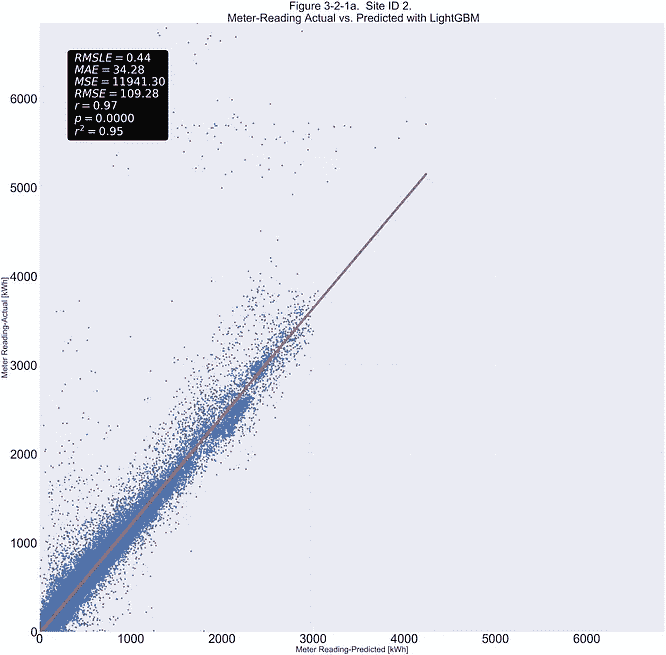 Figure 3-2-1a. Site ID 2.
Meter-Reading Actual vs. Predicted with LightGBM
RMSLE = 0.44
MAE = 34.28
MSE = 11941.30
RMSE = 109.28
r = 0.97
p = 0.0000
r² = 0.95
6000
5000
4000
3000
2000
1000
0
Meter Reading-Actual [kWh]
0 1000 2000 3000 4000 5000 6000
Meter Reading-Predicted [kWh]